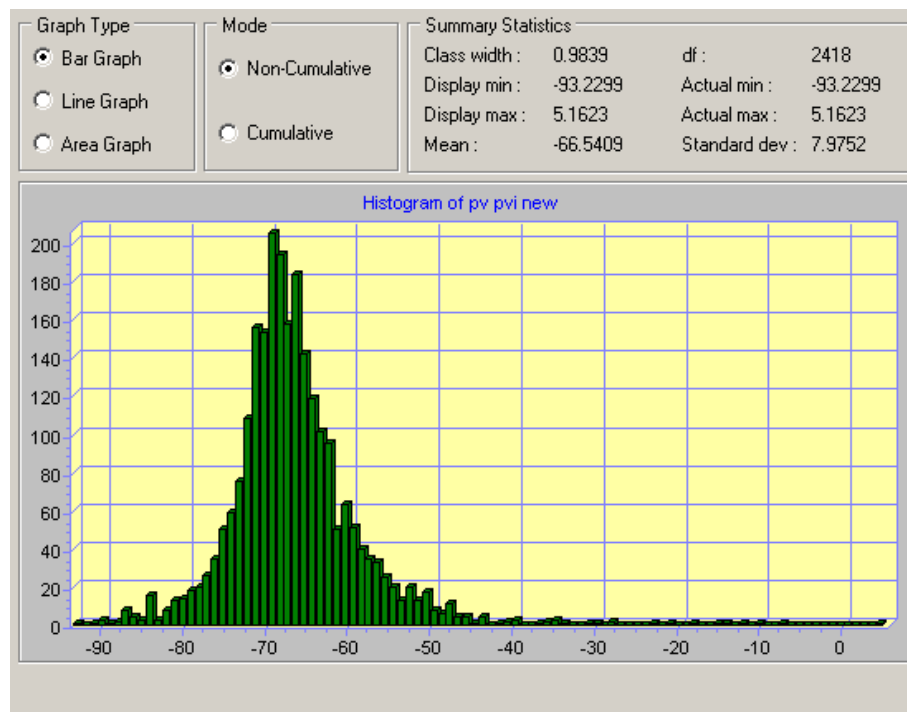 Graph Type
Bar Graph
Line Graph
Area Graph
Mode
Non-Cumulative
Cumulative
Summary Statistics
Class width : 0.9839 df : 2418
Display min : -93.2299 Actual min : -93.2299
Display max : 5.1623 Actual max : 5.1623
Mean : -66.5409 Standard dev : 7.9752
Histogram of pv pvi new
200
180
160
140
120
100
80
60
40
20
0
-90 -80 -70 -60 -50 -40 -30 -20 -10 0